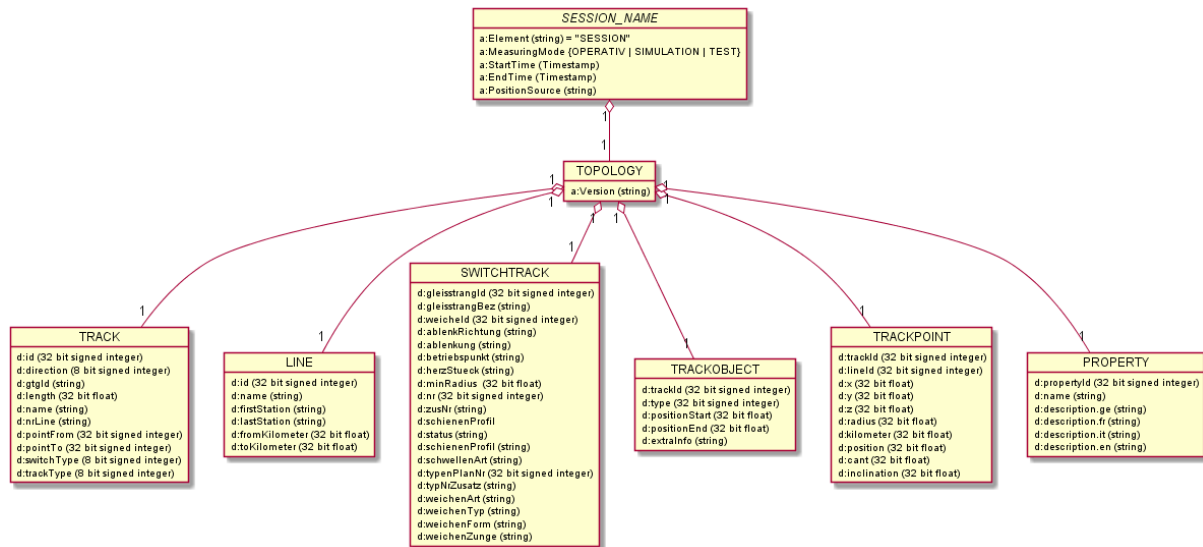 SESSION_NAME
a:Element (string) = "SESSION"
a:MeasuringMode {OPERATIV | SIMULATION | TEST}
a:StartTime (Timestamp)
a:EndTime (Timestamp)
a:PositionSource (string)
1
1
TOPOLOGY
a:Version (string)
1
1
1
1
1
1
1
TRACK
d:id (32 bit signed integer)
d:direction (8 bit signed integer)
d:gtgId (string)
d:length (32 bit float)
d:name (string)
d:nrLine (string)
d:pointFrom (32 bit signed integer)
d:pointTo (32 bit signed integer)
d:switchType (8 bit signed integer)
d:trackType (8 bit signed integer)
1
LINE
d:id (32 bit signed integer)
d:name (string)
d:firstStation (string)
d:lastStation (string)
d:fromKilometer (32 bit float)
d:toKilometer (32 bit float)
1
SWITCHTRACK
d:gleisstrangId (32 bit signed integer)
d:gleisstrangBez (string)
d:weicheId (32 bit signed integer)
d:ablenkRichtung (string)
d:ablenkung (string)
d:betriebspunkt (string)
d:herzStueck (string)
d:minRadius (32 bit float)
d:nr (32 bit signed integer)
d:zusNr (string)
d:schienenProfil
d:status (string)
d:schienenProfil (string)
d:schwellenArt (string)
d:typenPlanNr (32 bit signed integer)
d:typNrZusatz (string)
d:weichenArt (string)
d:weichenTyp (string)
d:weichenForm (string)
d:weichenZunge (string)
1
TRACKOBJECT
d:trackId (32 bit signed integer)
d:type (32 bit signed integer)
d:positionStart (32 bit float)
d:positionEnd (32 bit float)
d:extraInfo (string)
1
TRACKPOINT
d:trackId (32 bit signed integer)
d:lineId (32 bit signed integer)
d:x (32 bit float)
d:y (32 bit float)
d:z (32 bit float)
d:radius (32 bit float)
d:kilometer (32 bit float)
d:position (32 bit float)
d:cant (32 bit float)
d:inclination (32 bit float)
1
PROPERTY
d:propertyId (32 bit signed integer)
d:name (string)
d:description.ge (string)
d:description.fr (string)
d:description.it (string)
d:description.en (string)